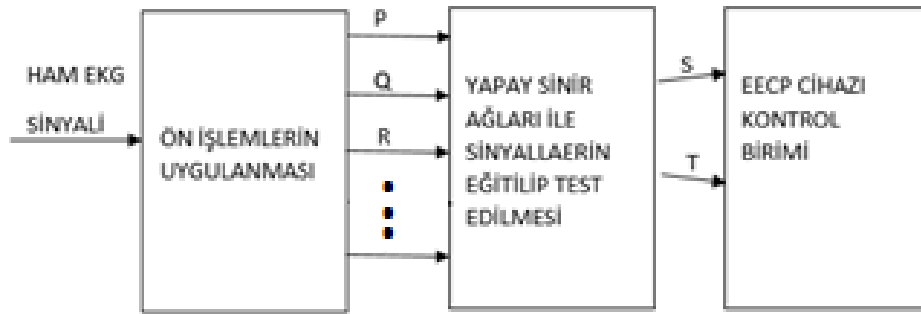 HAM EKG
SİNYALİ
ÖN İŞLEMLERİN
UYGULANMASI
P
Q
R
YAPAY SİNİR
AĞLARI İLE
SİNYALLAERİN
EĞİTİLİP TEST
EDİLMESİ
S
T
EECP CİHAZI
KONTROL
BİRİMİ